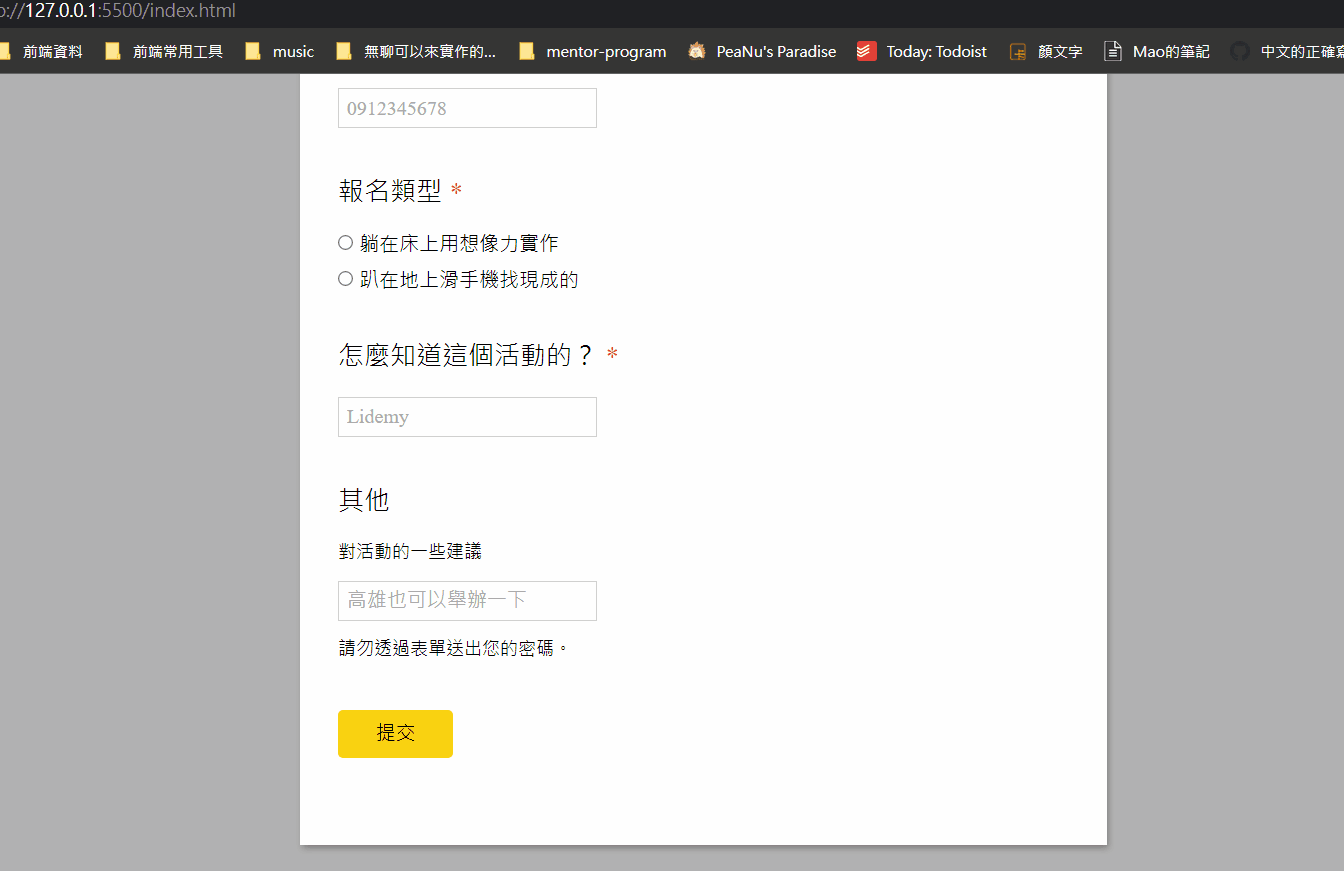 p://127.0.0.1:5500/index.html
前端資料 前端常用工具 music 無聊可以來實作的... mentor-program PeaNu's Paradise Today: Todoist 顏文字 Mao的筆記 中文的正確
0912345678
報名類型 *
躺在床上用想像力實作
趴在地上滑手機找現成的
怎麼知道這個活動的？ *
Lidemy
其他
對活動的一些建議
高雄也可以舉辦一下
請勿透過表單送出您的密碼。
提交